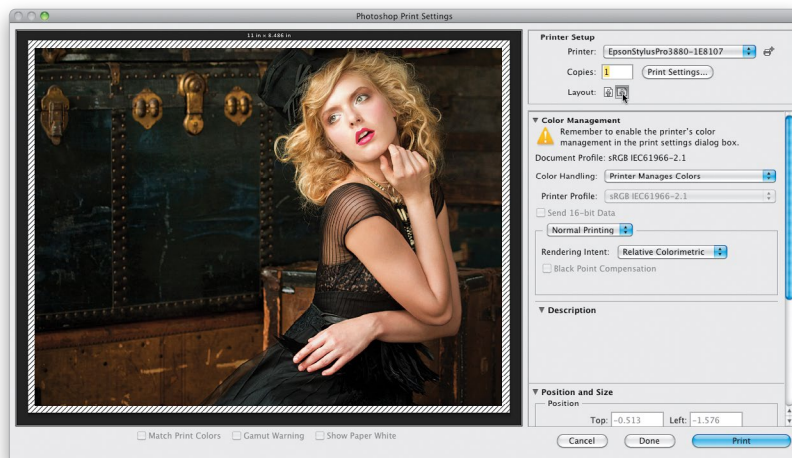 Photoshop Print Settings
11 in x 8.486 in
Printer Setup
Printer: EpsonStylusPro3880-1E8107
Copies: 1 Print Settings...
Layout:
Color Management
Remember to enable the printer's color
management in the print settings dialog box.
Document Profile: sRGB IEC61966-2.1
Color Handling: Printer Manages Colors
Printer Profile: sRGB IEC61966-2.1
Send 16-bit Data
Normal Printing
Rendering Intent: Relative Colorimetric
Black Point Compensation
Description
Position and Size
Position
Top: -0.513 Left: -1.576
Match Print Colors Gamut Warning Show Paper White
Cancel Done Print